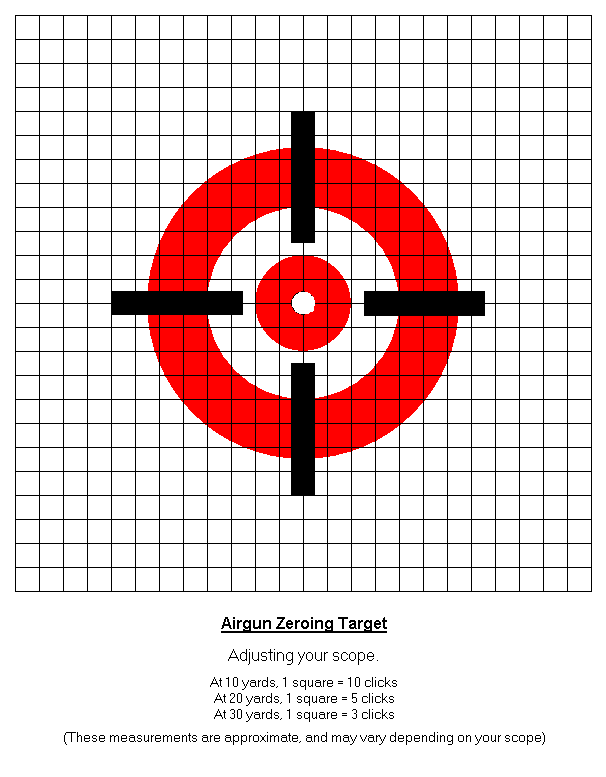 Airgun Zeroing Target
Adjusting your scope.
At 10 yards, 1 square = 10 clicks
At 20 yards, 1 square = 5 clicks
At 30 yards, 1 square = 3 clicks
(These measurements are approximate, and may vary depending on your scope)